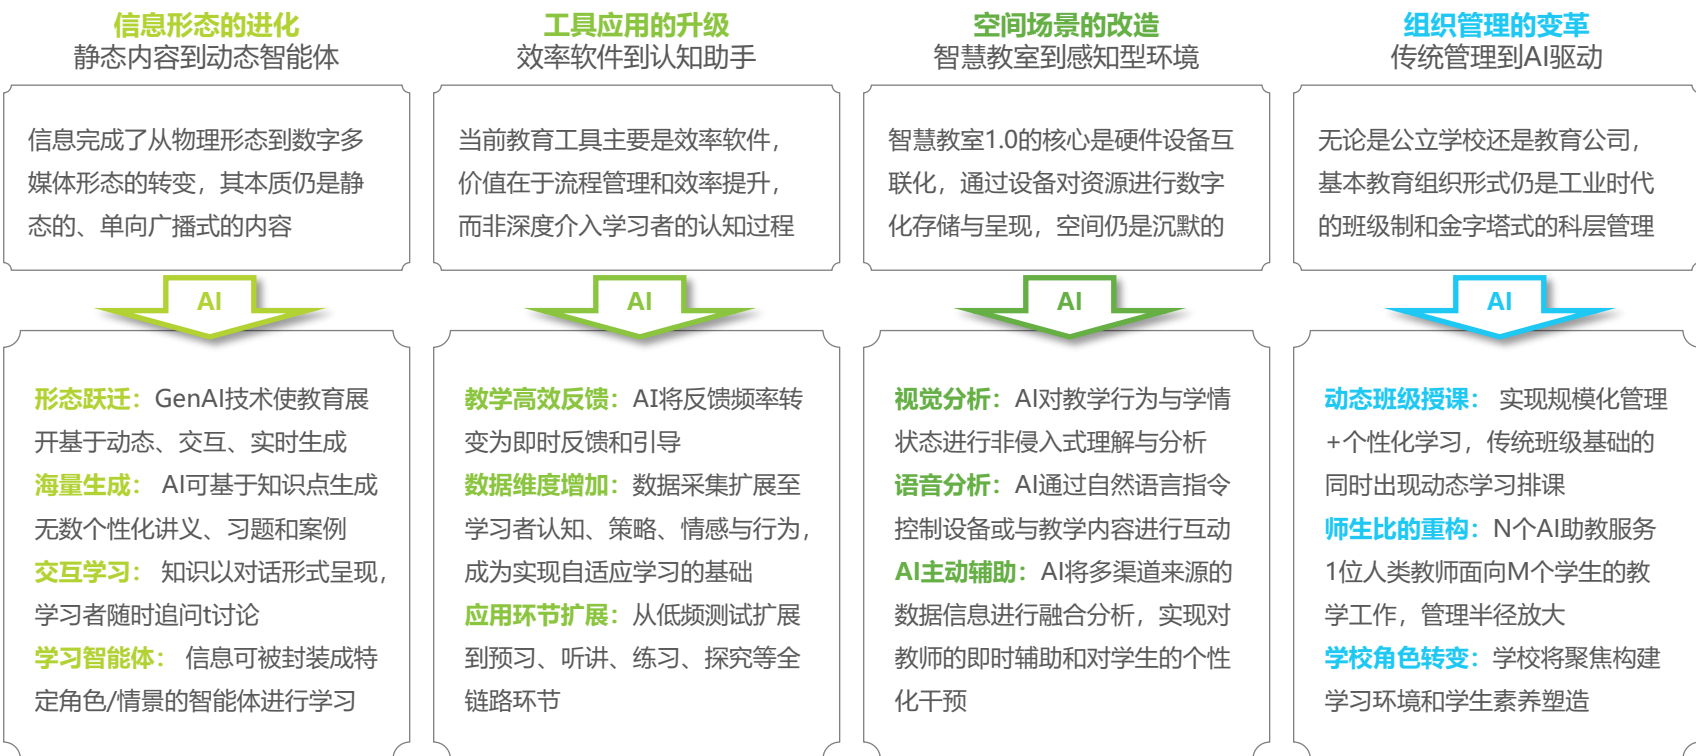 信息形态的进化
静态内容到动态智能体
信息完成了从物理形态到数字多
媒体形态的转变，其本质仍是静
态的、单向广播式的内容
AI
形态跃迁：GenAI技术使教育展
开基于动态、交互、实时生成
海量生成： AI可基于知识点生成
无数个性化讲义、习题和案例
交互学习： 知识以对话形式呈现，
学习者随时追问t讨论
学习智能体： 信息可被封装成特
定角色/情景的智能体进行学习
工具应用的升级
效率软件到认知助手
当前教育工具主要是效率软件，
价值在于流程管理和效率提升，
而非深度介入学习者的认知过程
AI
教学高效反馈：AI将反馈频率转
变为即时反馈和引导
数据维度增加：数据采集扩展至
学习者认知、策略、情感与行为，
成为实现自适应学习的基础
应用环节扩展：从低频测试扩展
到预习、听讲、练习、探究等全
链路环节
空间场景的改造
智慧教室到感知型环境
智慧教室1.0的核心是硬件设备互
联化，通过设备对资源进行数字
化存储与呈现，空间仍是沉默的
AI
视觉分析：AI对教学行为与学情
状态进行非侵入式理解与分析
语音分析：AI通过自然语言指令
控制设备或与教学内容进行互动
AI主动辅助：AI将多渠道来源的
数据信息进行融合分析，实现对
教师的即时辅助和对学生的个性
化干预
组织管理的变革
传统管理到AI驱动
无论是公立学校还是教育公司，
基本教育组织形式仍是工业时代
的班级制和金字塔式的科层管理
AI
动态班级授课： 实现规模化管理
+个性化学习，传统班级基础的
同时出现动态学习排课
师生比的重构：N个AI助教服务
1位人类教师面向M个学生的教
学工作，管理半径放大
学校角色转变：学校将聚焦构建
学习环境和学生素养塑造